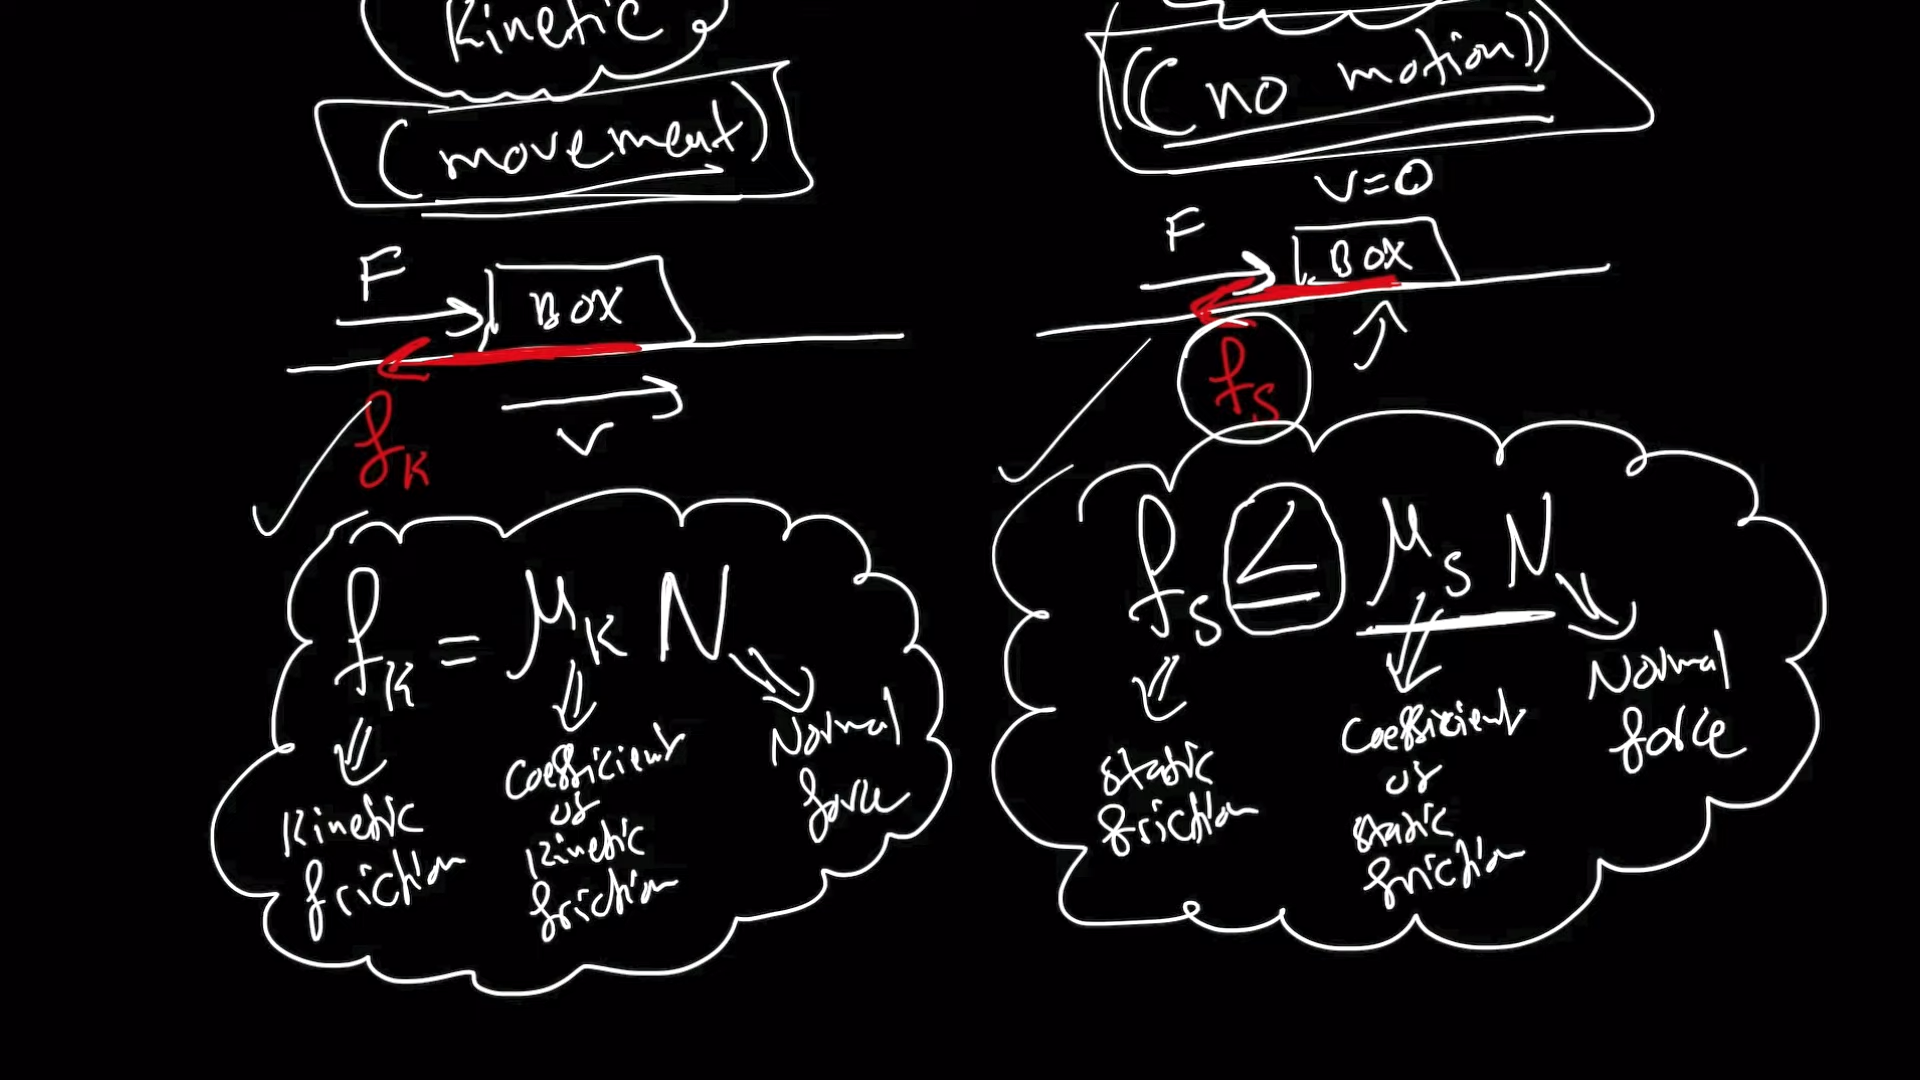 Kinetic
(movement)
F
BOX
v
fK
fK = μK N
Kinetic
friction
Coefficient
of
Kinetic
friction
Normal
force
((no motion))
v=0
F
BOX
fs
fs ≤ μs N
Static
friction
Coefficient
of
static
friction
Normal
force